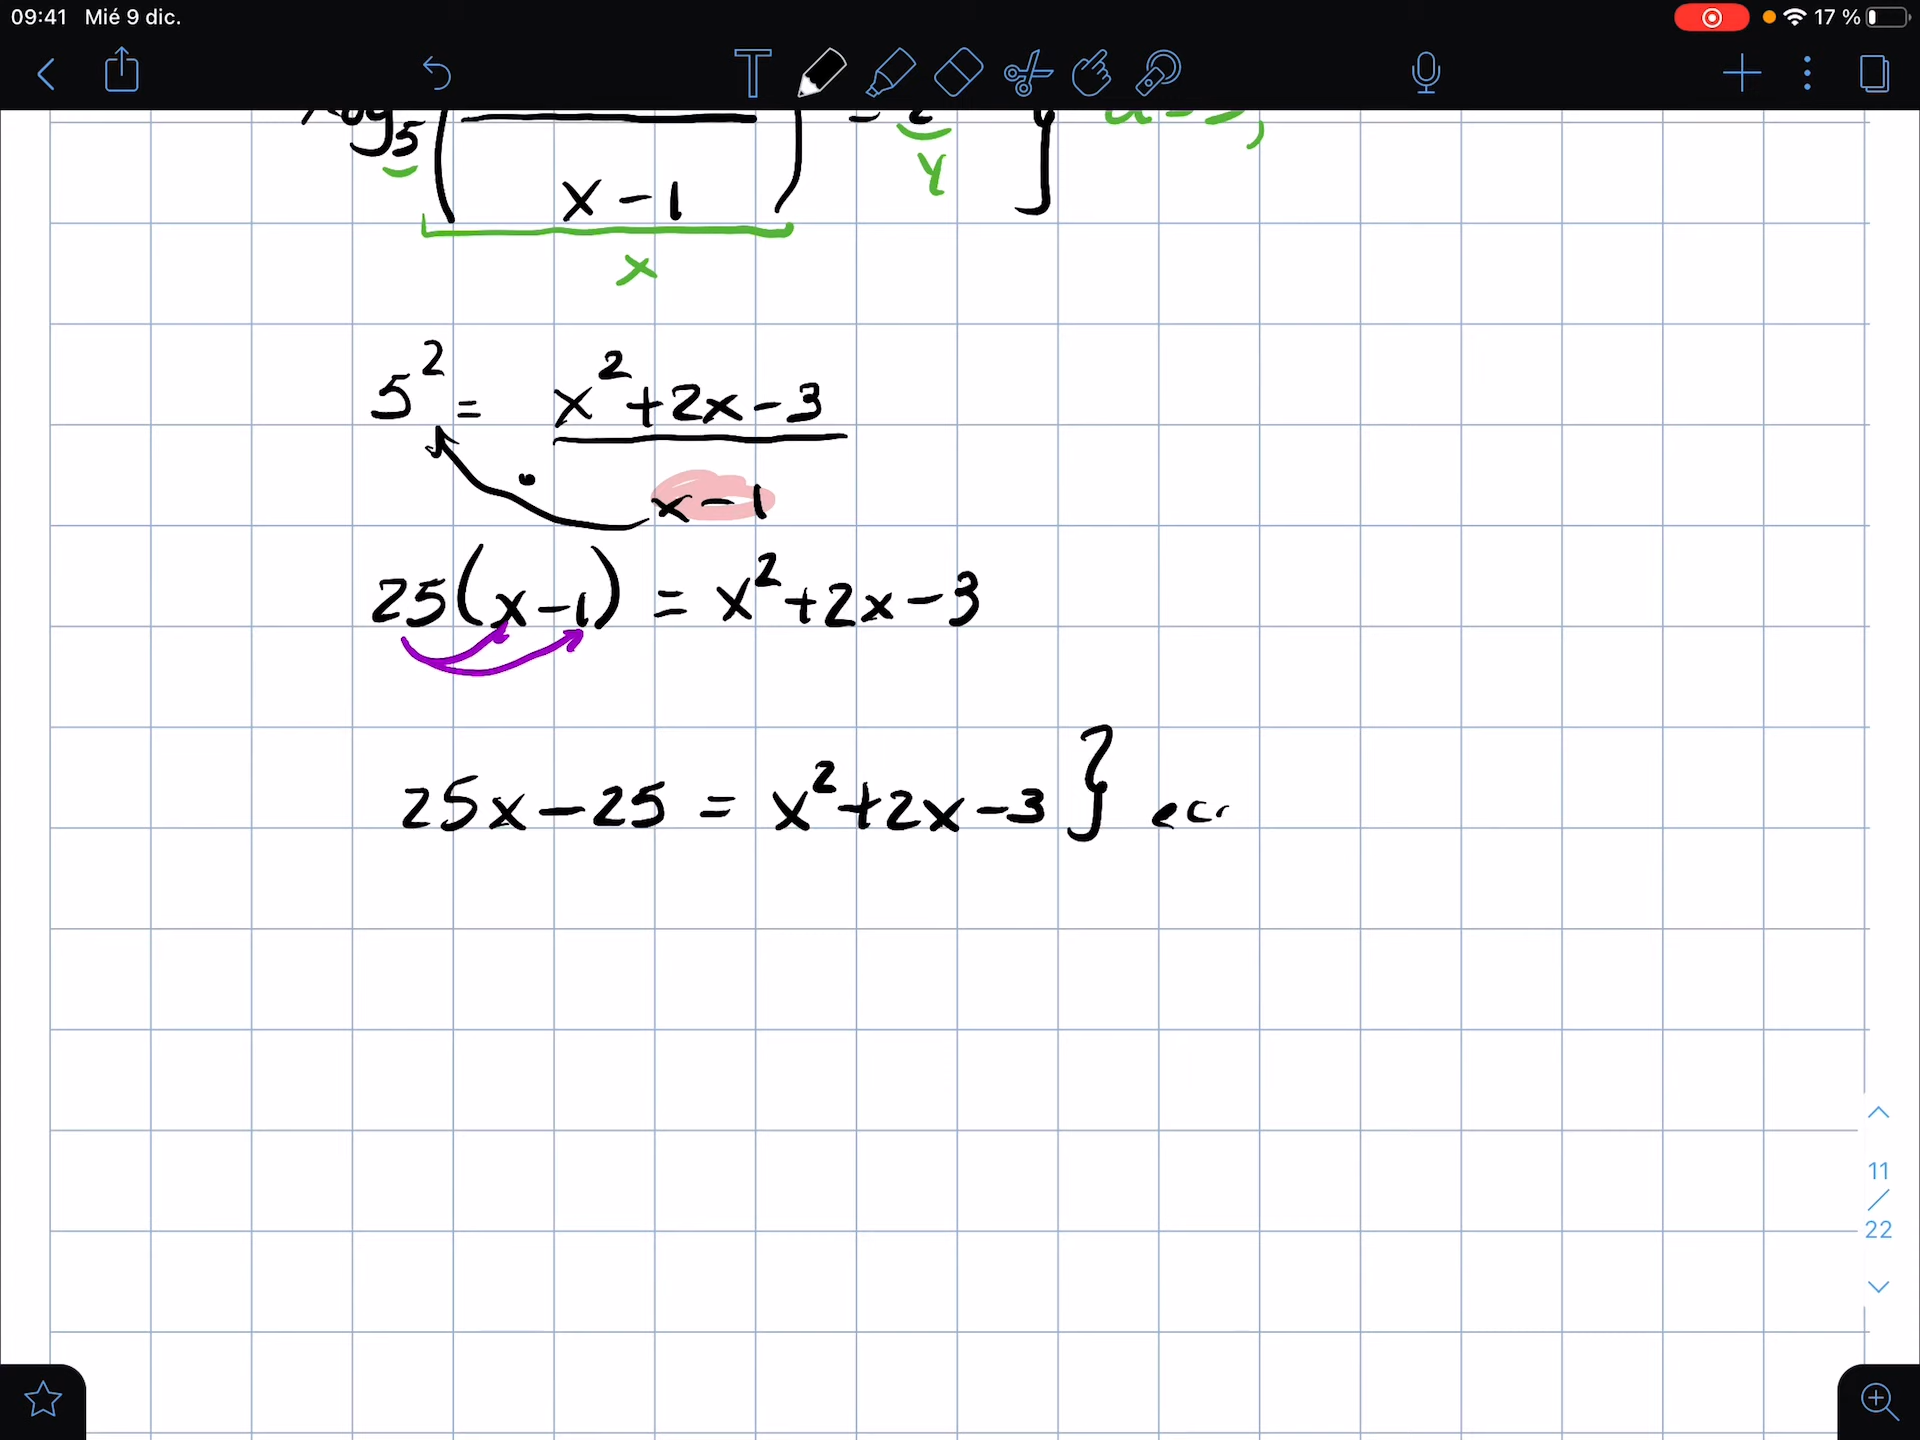 09:41 Mié 9 dic. 17 %
5
x - 1
y
x
5² = x² + 2x - 3
x - 1
25(x - 1) = x² + 2x - 3
25x - 25 = x² + 2x - 3 }
11
/
22